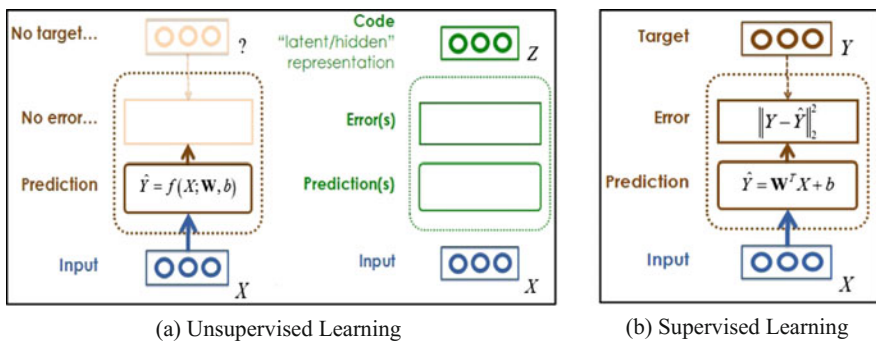 No target...
?
No error...
Prediction
Ŷ = f(X; W, b)
Input
X
Code
"latent/hidden"
representation
Z
Error(s)
Prediction(s)
Input
X
(a) Unsupervised Learning
Target
Y
Error
‖Y − Ŷ‖₂²
Prediction
Ŷ = WᵀX + b
Input
X
(b) Supervised Learning